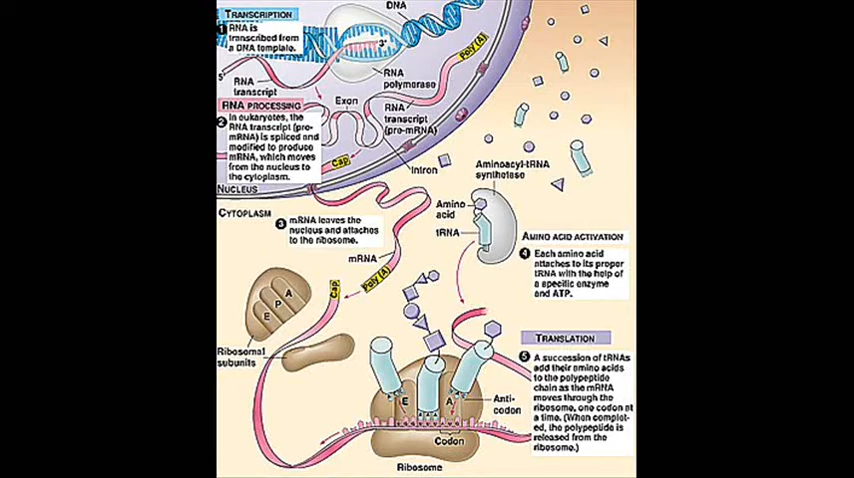 TRANSCRIPTION
1 RNA is
transcribed from
a DNA template.
DNA
3'
5'
RNA
transcript
RNA
polymerase
Poly (A)
RNA PROCESSING
2 In eukaryotes, the
RNA transcript (pre-
mRNA) is spliced and
modified to produce
mRNA, which moves
from the nucleus to
the cytoplasm.
Exon
RNA
transcript
(pre-mRNA)
Cap
Intron
NUCLEUS
CYTOPLASM
Aminoacyl-tRNA
synthetese
Amino
acid
tRNA
3 mRNA leaves the
nucleus and attaches
to the ribosome.
mRNA
AMINO ACID ACTIVATION
4 Each amino acid
attaches to its proper
tRNA with the help of
a specific enzyme
and ATP.
Cap
Poly (A)
E P A
Ribosomal
subunits
TRANSLATION
5 A succession of tRNAs
add their amino acids
to the polypeptide
chain as the mRNA
moves through the
ribosome, one codon at
a time. (When complet-
ed, the polypeptide is
released from the
ribosome.)
E
A
Anti-
codon
Codon
Ribosome